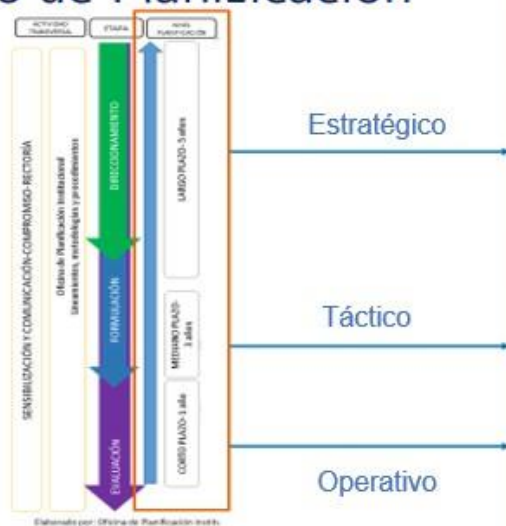 o de Planificación
ACTIVIDAD
TRANSVERSAL
ETAPA
NIVEL
PLANIFICACIÓN
SENSIBILIZACIÓN Y COMUNICACIÓN-COMPROMISO-RECTORÍA
Oficina de Planificación Institucional
Lineamientos, metodologías y procedimientos
DIRECCIONAMIENTO
FORMULACIÓN
EVALUACIÓN
LARGO PLAZO- 5 años
MEDIANO PLAZO-
3 años
CORTO PLAZO- 1 año
Estratégico
Táctico
Operativo
Elaborado por: Oficina de Planificación Instit.